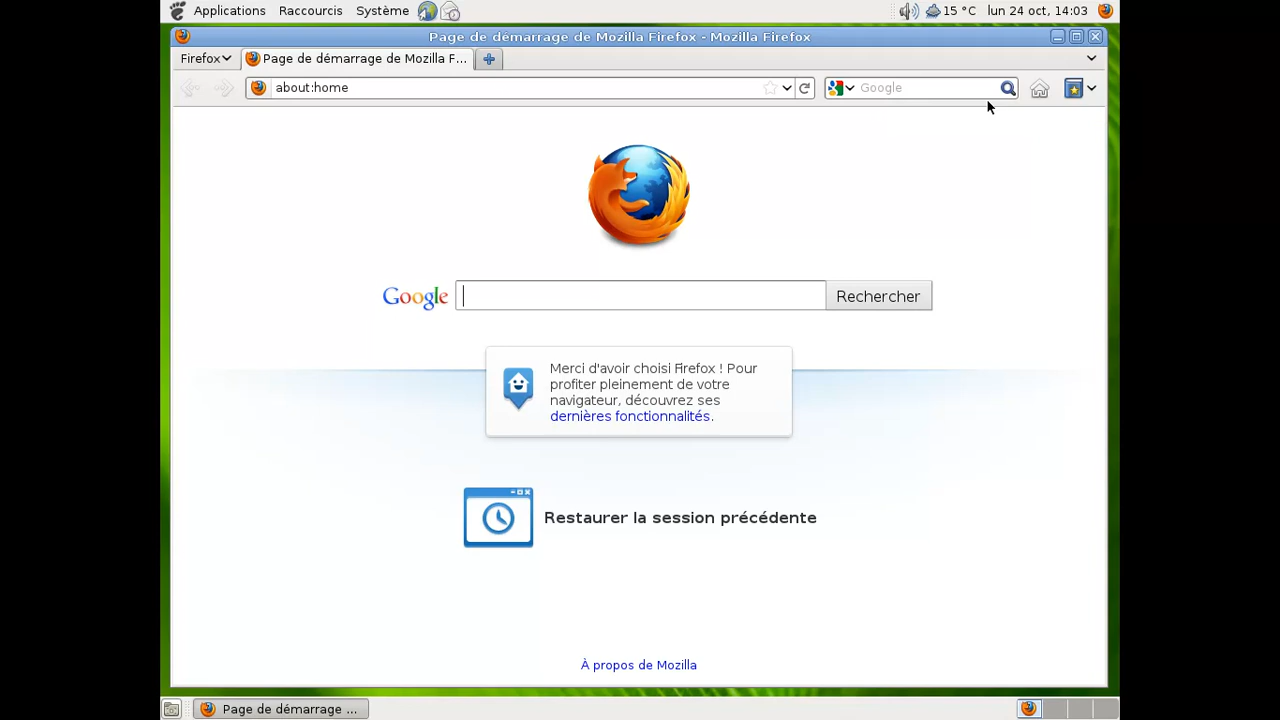 Applications Raccourcis Système 15 °C lun 24 oct, 14:03
Page de démarrage de Mozilla Firefox - Mozilla Firefox
Firefox Page de démarrage de Mozilla F...
about:home Google
Google Rechercher
Merci d'avoir choisi Firefox ! Pour
profiter pleinement de votre
navigateur, découvrez ses
dernières fonctionnalités.
Restaurer la session précédente
À propos de Mozilla
Page de démarrage ...